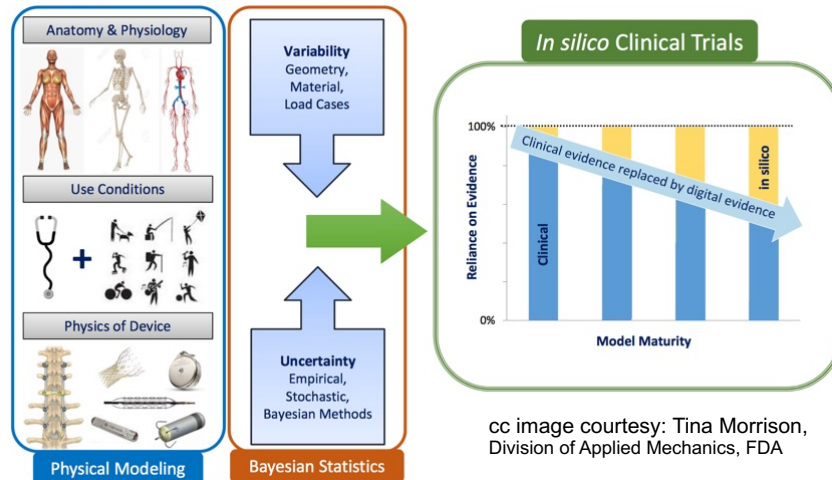 Anatomy & Physiology
Use Conditions
+
Physics of Device
Physical Modeling
Variability
Geometry,
Material,
Load Cases
Uncertainty
Empirical,
Stochastic,
Bayesian Methods
Bayesian Statistics
In silico Clinical Trials
100%
Clinical evidence replaced by digital evidence
in silico
Clinical
Reliance on Evidence
0%
Model Maturity
cc image courtesy: Tina Morrison,
Division of Applied Mechanics, FDA